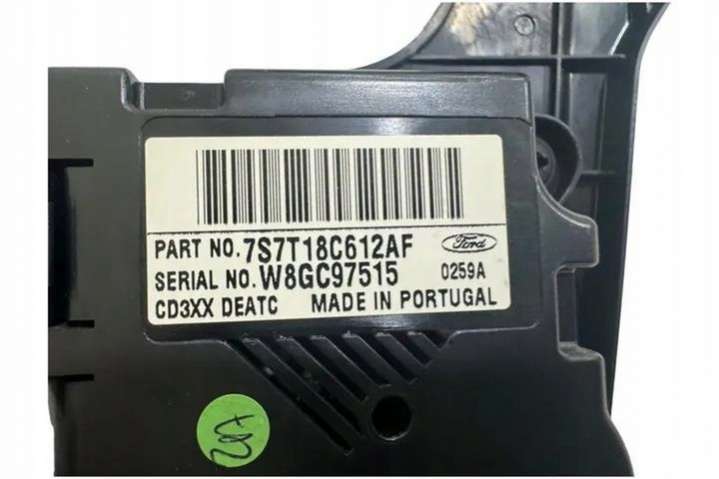 PART NO. 7S7T18C612AF
Ford
SERIAL NO. W8GC97515
0259A
CD3XX DEATC MADE IN PORTUGAL